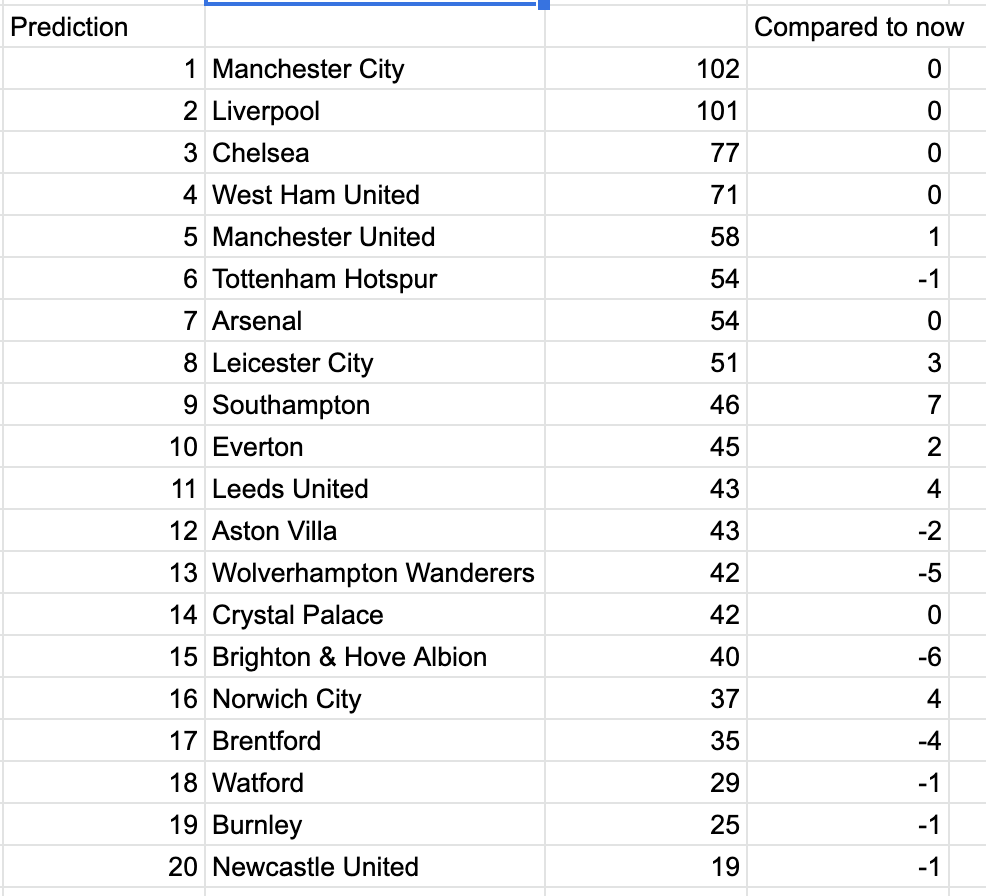 Prediction Compared to now
1 Manchester City 102 0
2 Liverpool 101 0
3 Chelsea 77 0
4 West Ham United 71 0
5 Manchester United 58 1
6 Tottenham Hotspur 54 -1
7 Arsenal 54 0
8 Leicester City 51 3
9 Southampton 46 7
10 Everton 45 2
11 Leeds United 43 4
12 Aston Villa 43 -2
13 Wolverhampton Wanderers 42 -5
14 Crystal Palace 42 0
15 Brighton & Hove Albion 40 -6
16 Norwich City 37 4
17 Brentford 35 -4
18 Watford 29 -1
19 Burnley 25 -1
20 Newcastle United 19 -1